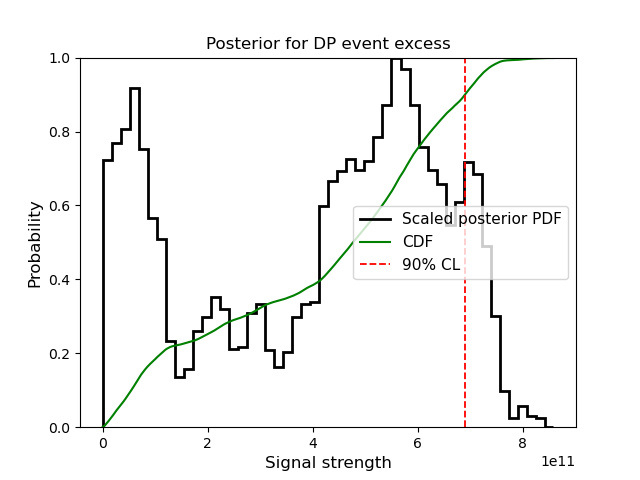 Posterior for DP event excess
Probability
1.0
0.8
0.6
0.4
0.2
0.0
Scaled posterior PDF
CDF
90% CL
0 2 4 6 8
1e11
Signal strength